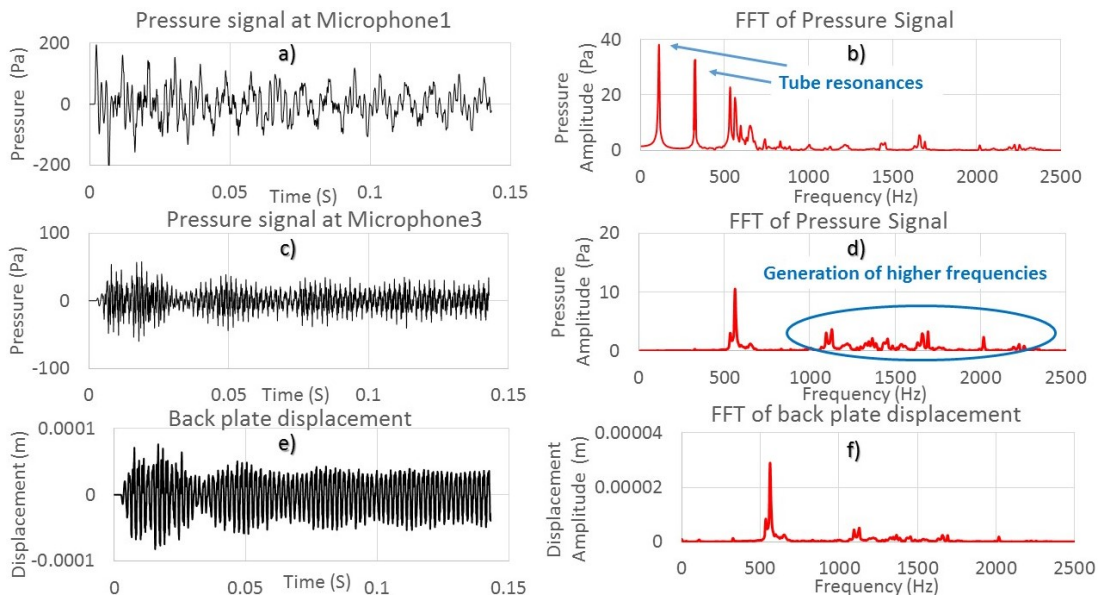 Pressure signal at Microphone1
a)
Pressure (Pa)
200
0
-200
0
0.05
0.1
0.15
Time (S)
FFT of Pressure Signal
b)
Tube resonances
Pressure
Amplitude (Pa)
40
20
0
0
500
1000
1500
2000
2500
Frequency (Hz)
Pressure signal at Microphone3
c)
Pressure (Pa)
100
0
-100
0
0.05
0.1
0.15
Time (S)
FFT of Pressure Signal
d)
Generation of higher frequencies
Pressure
Amplitude (Pa)
20
10
0
0
500
1000
1500
2000
2500
Frequency (Hz)
Back plate displacement
e)
Displacement (m)
0.0001
0
-0.0001
0
0.05
0.1
0.15
Time (S)
FFT of back plate displacement
f)
Displacement
Amplitude (m)
0.00004
0.00002
0
0
500
1000
1500
2000
2500
Frequency (Hz)